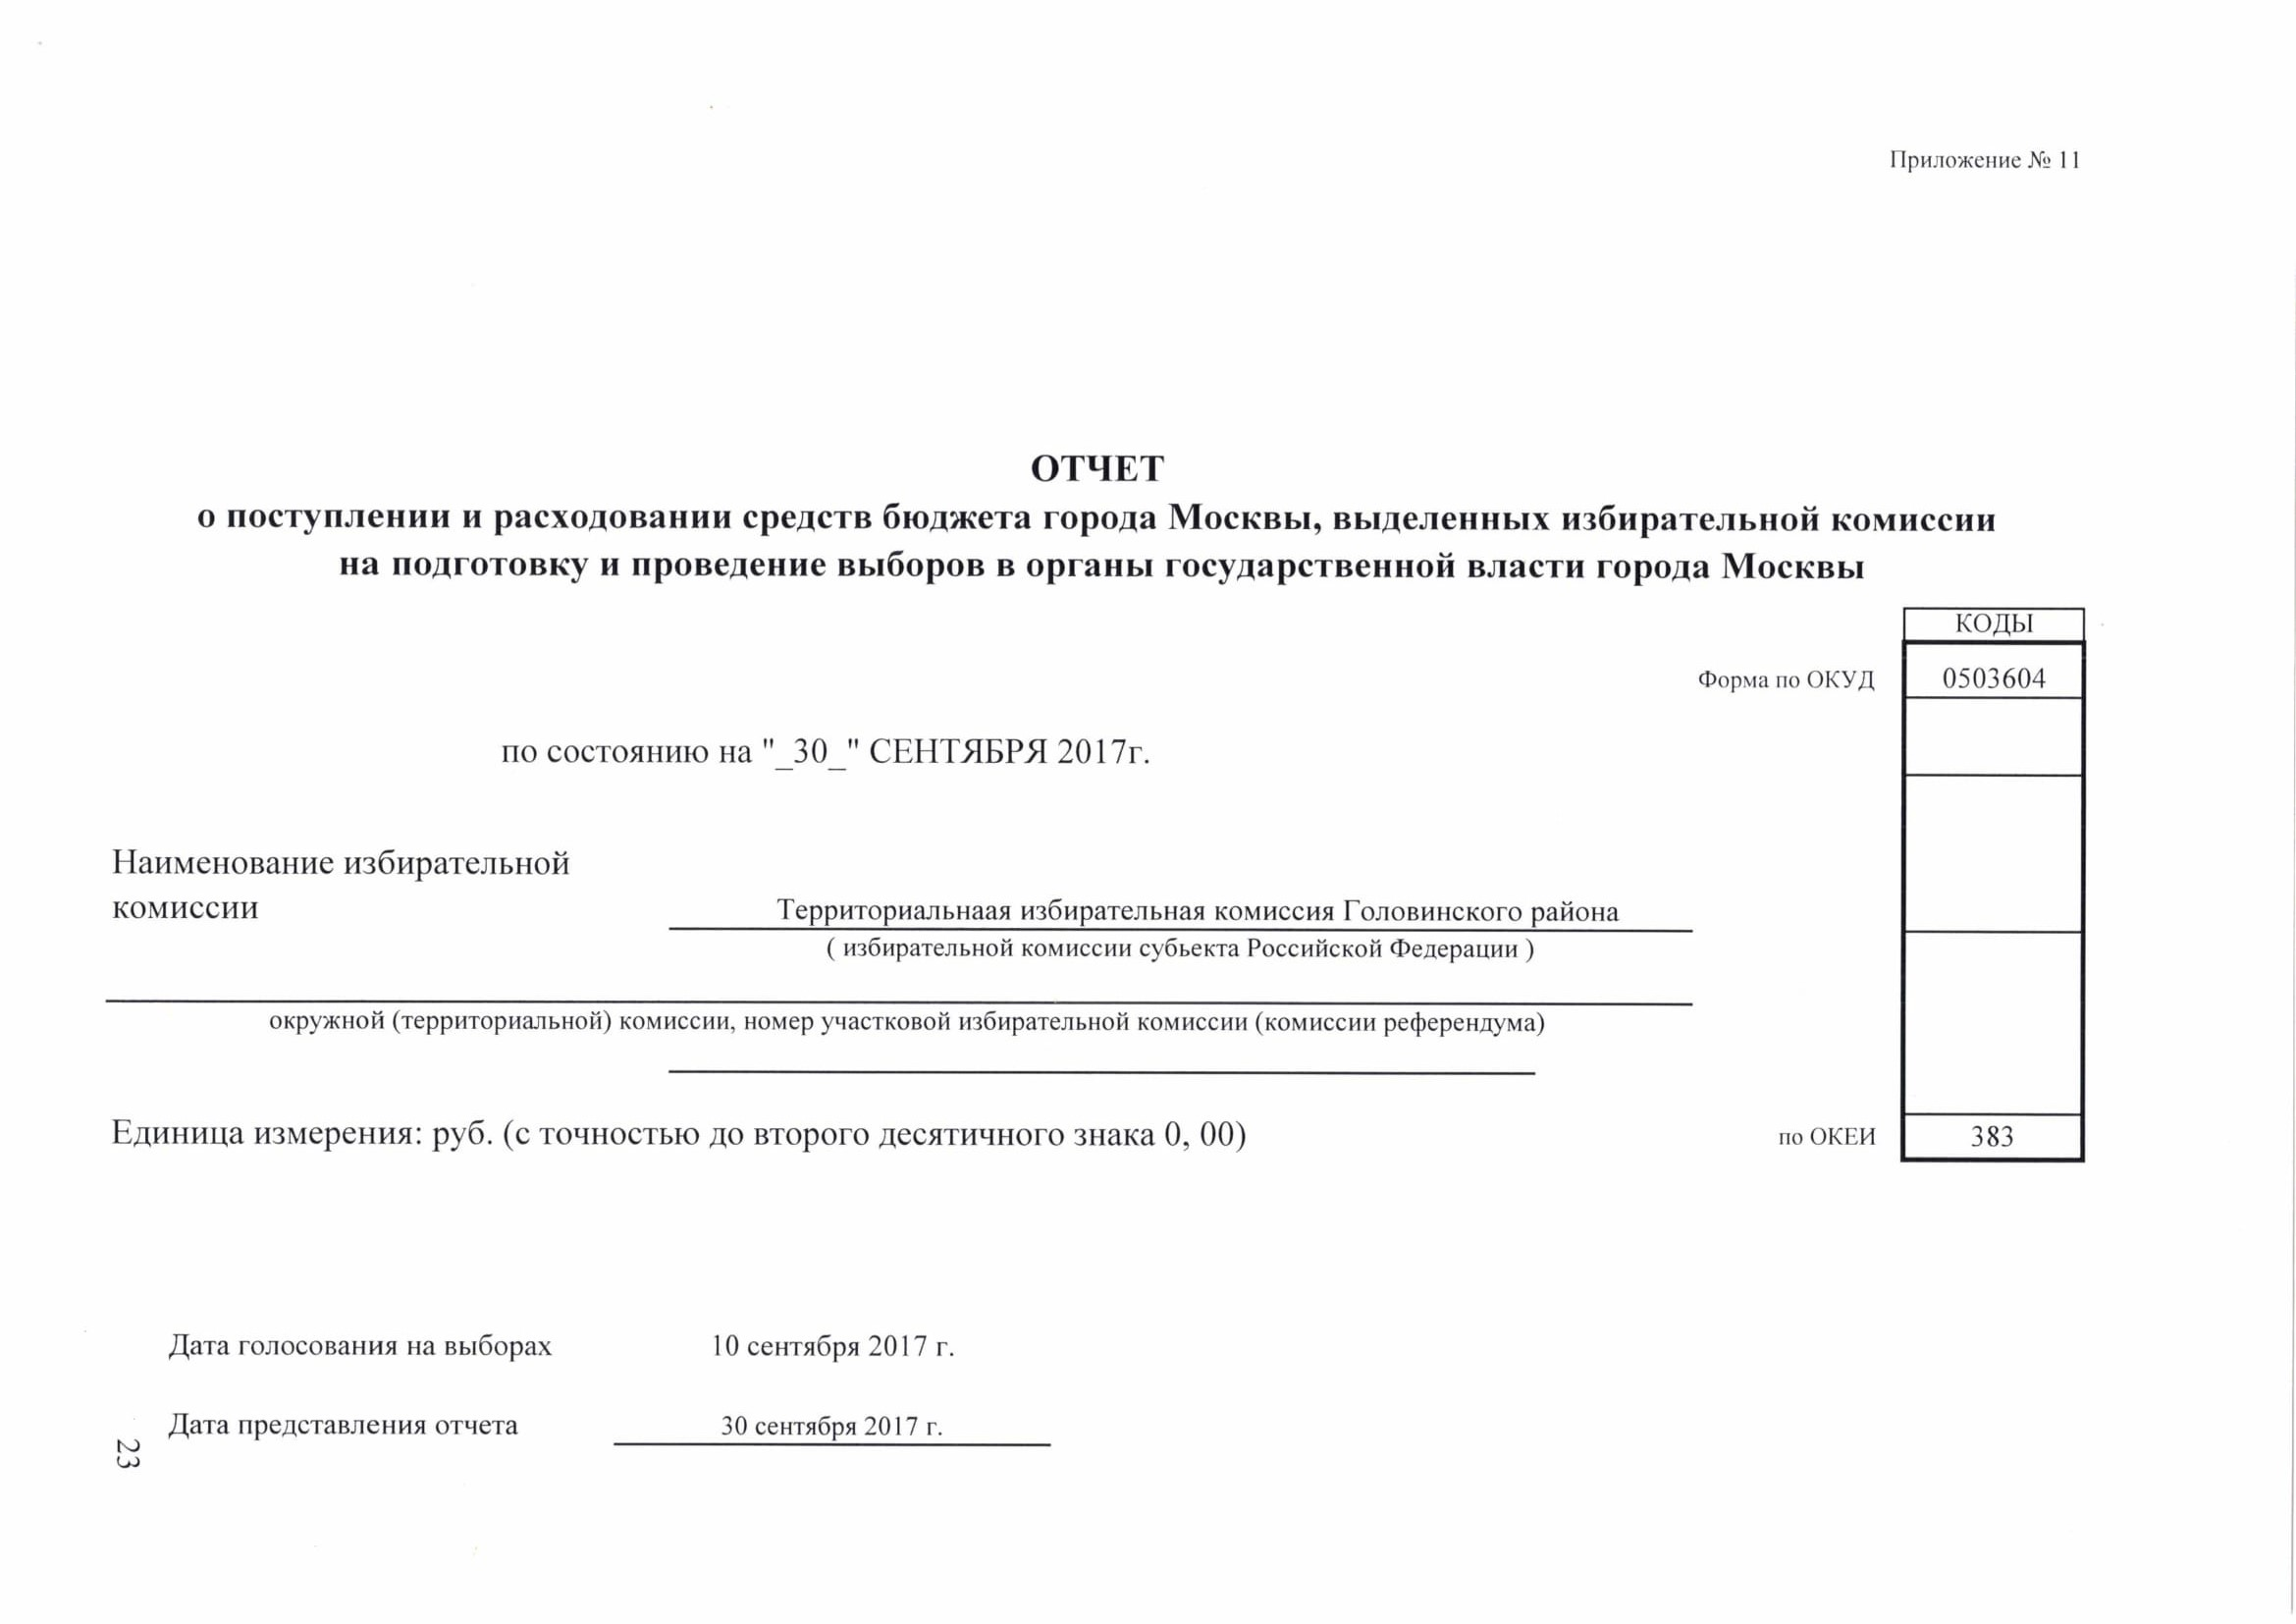 Приложение № 11
ОТЧЕТ
о поступлении и расходовании средств бюджета города Москвы, выделенных избирательной комиссии
на подготовку и проведение выборов в органы государственной власти города Москвы
КОДЫ
Форма по ОКУД 0503604
по состоянию на "_30_" СЕНТЯБРЯ 2017г.
Наименование избирательной
комиссии Территориальнаая избирательная комиссия Головинского района
( избирательной комиссии субьекта Российской Федерации )
окружной (территориальной) комиссии, номер участковой избирательной комиссии (комиссии референдума)
Единица измерения: руб. (с точностью до второго десятичного знака 0, 00) по ОКЕИ 383
Дата голосования на выборах 10 сентября 2017 г.
Дата представления отчета 30 сентября 2017 г.
23